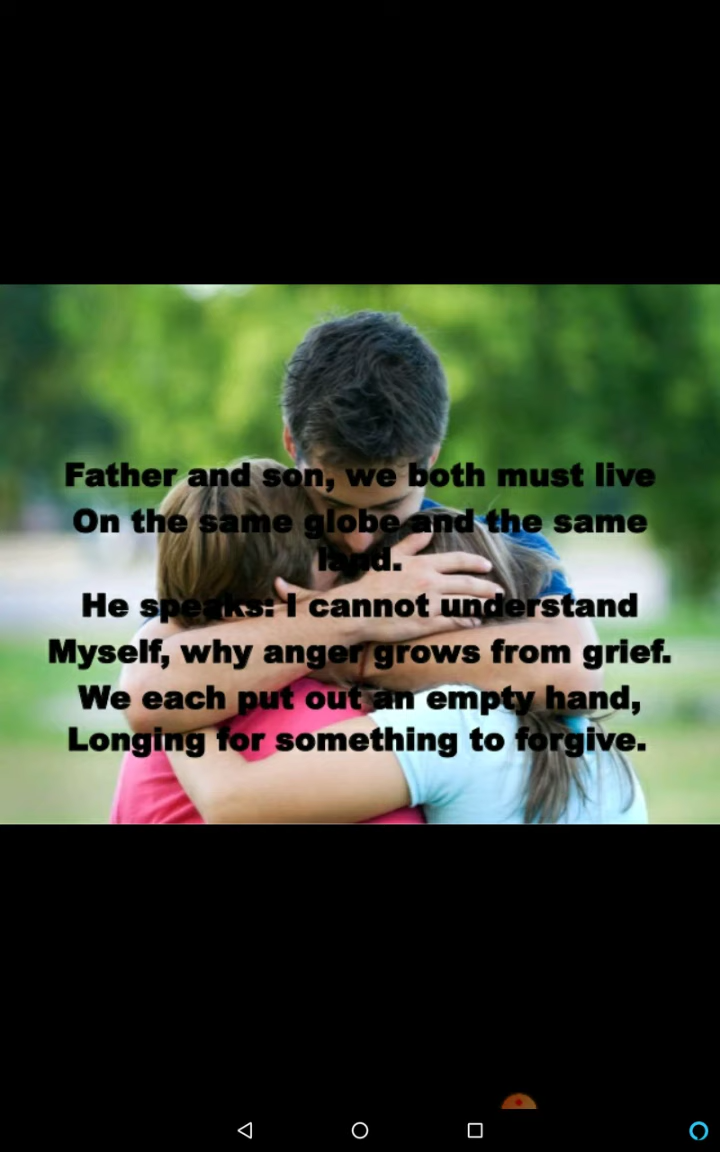 Father and son, we both must live
On the same globe and the same
land.
He speaks: I cannot understand
Myself, why anger grows from grief.
We each put out an empty hand,
Longing for something to forgive.